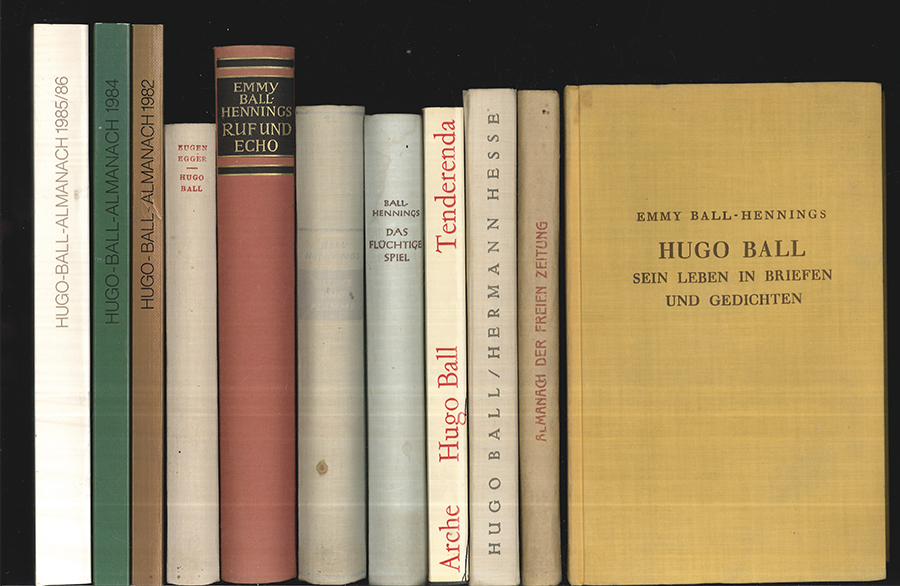 HUGO-BALL-ALMANACH 1985/86
HUGO-BALL-ALMANACH 1984
HUGO-BALL-ALMANACH 1982
EUGEN
EGGER
HUGO
BALL
EMMY
BALL-
HENNINGS
RUF UND
ECHO
BALL-
HENNINGS
DAS
FLÜCHTIGE
SPIEL
Arche Hugo Ball Tenderenda
HUGO BALL / HERMANN HESSE
ALMANACH DER FREIEN ZEITUNG
EMMY BALL-HENNINGS
HUGO BALL
SEIN LEBEN IN BRIEFEN
UND GEDICHTEN